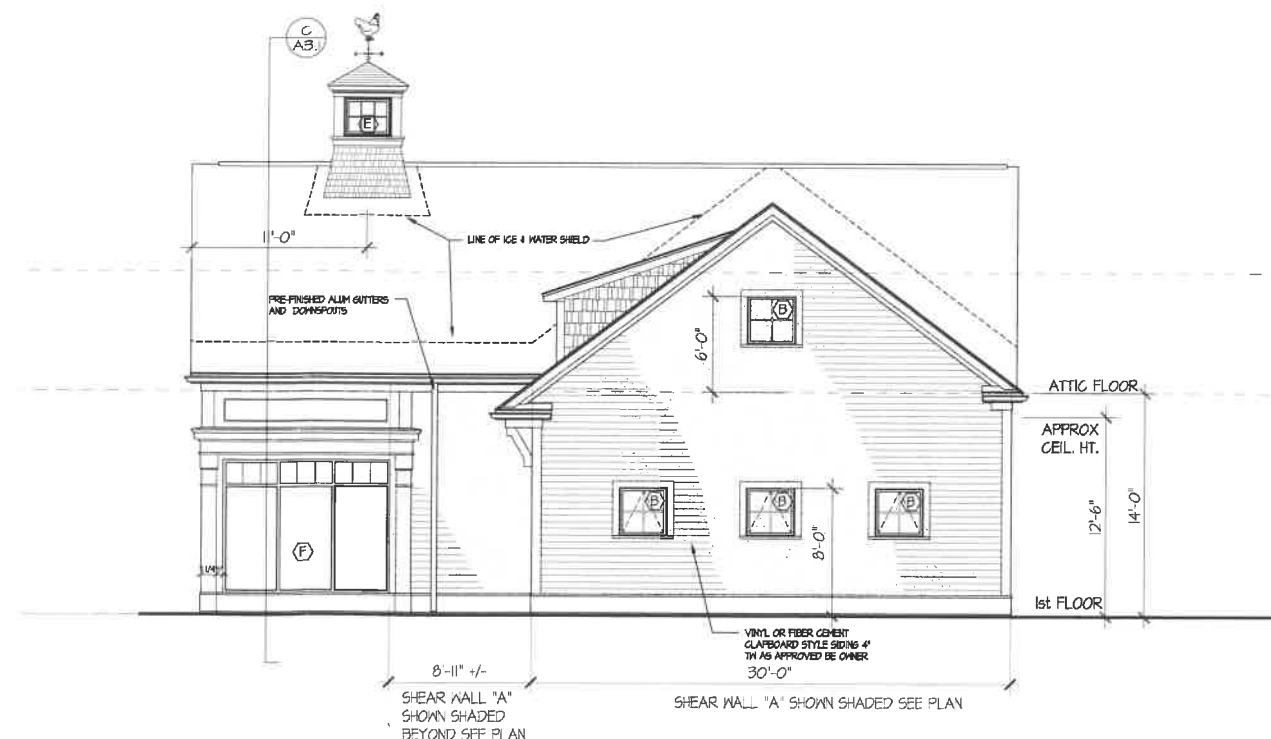 C
A3.1
E
11'-0"
LINE OF ICE & WATER SHIELD
PRE-FINISHED ALUM GUTTERS
AND DOWNSPOUTS
B
6'-0"
ATTIC FLOOR
APPROX
CEIL. HT.
B
B
B
8'-0"
12'-6"
14'-0"
F
1/4"
1st FLOOR
VINYL OR FIBER CEMENT
CLAPBOARD STYLE SIDING 4"
TW AS APPROVED BE OWNER
8'-11" +/-
30'-0"
SHEAR WALL "A"
SHOWN SHADED
BEYOND SEE PLAN
SHEAR WALL "A" SHOWN SHADED SEE PLAN